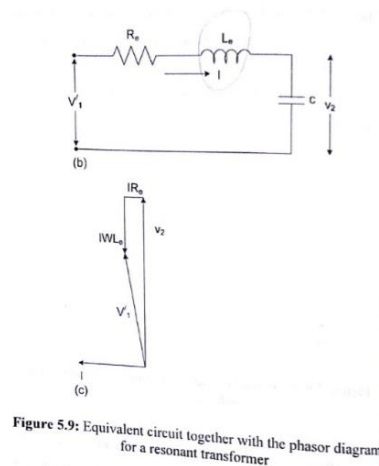 Rₑ
Lₑ
I
V'₁
C
v₂
(b)
IRₑ
IWLₑ
v₂
V'₁
I
(c)
Figure 5.9: Equivalent circuit together with the phasor diagram
for a resonant transformer